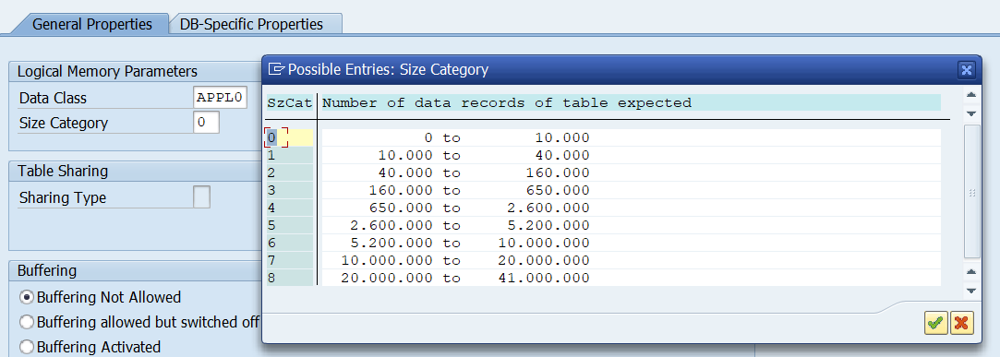 General Properties
DB-Specific Properties
Logical Memory Parameters
Data Class APPL0
Size Category 0
Table Sharing
Sharing Type
Buffering
Buffering Not Allowed
Buffering allowed but switched off
Buffering Activated
Possible Entries: Size Category
SzCat Number of data records of table expected
0 0 to 10.000
1 10.000 to 40.000
2 40.000 to 160.000
3 160.000 to 650.000
4 650.000 to 2.600.000
5 2.600.000 to 5.200.000
6 5.200.000 to 10.000.000
7 10.000.000 to 20.000.000
8 20.000.000 to 41.000.000